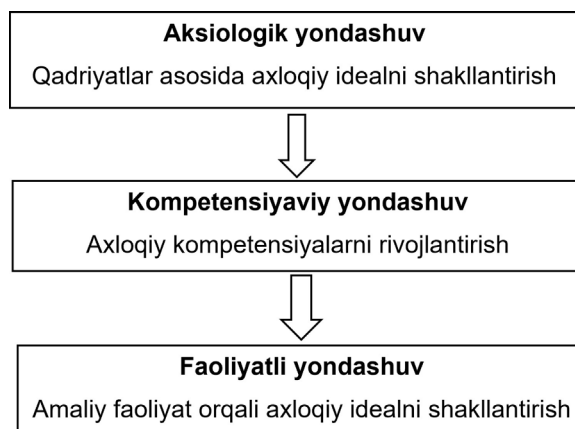 Aksiologik yondashuv
Qadriyatlar asosida axloqiy idealni shakllantirish
Kompetensiyaviy yondashuv
Axloqiy kompetensiyalarni rivojlantirish
Faoliyatli yondashuv
Amaliy faoliyat orqali axloqiy idealni shakllantirish